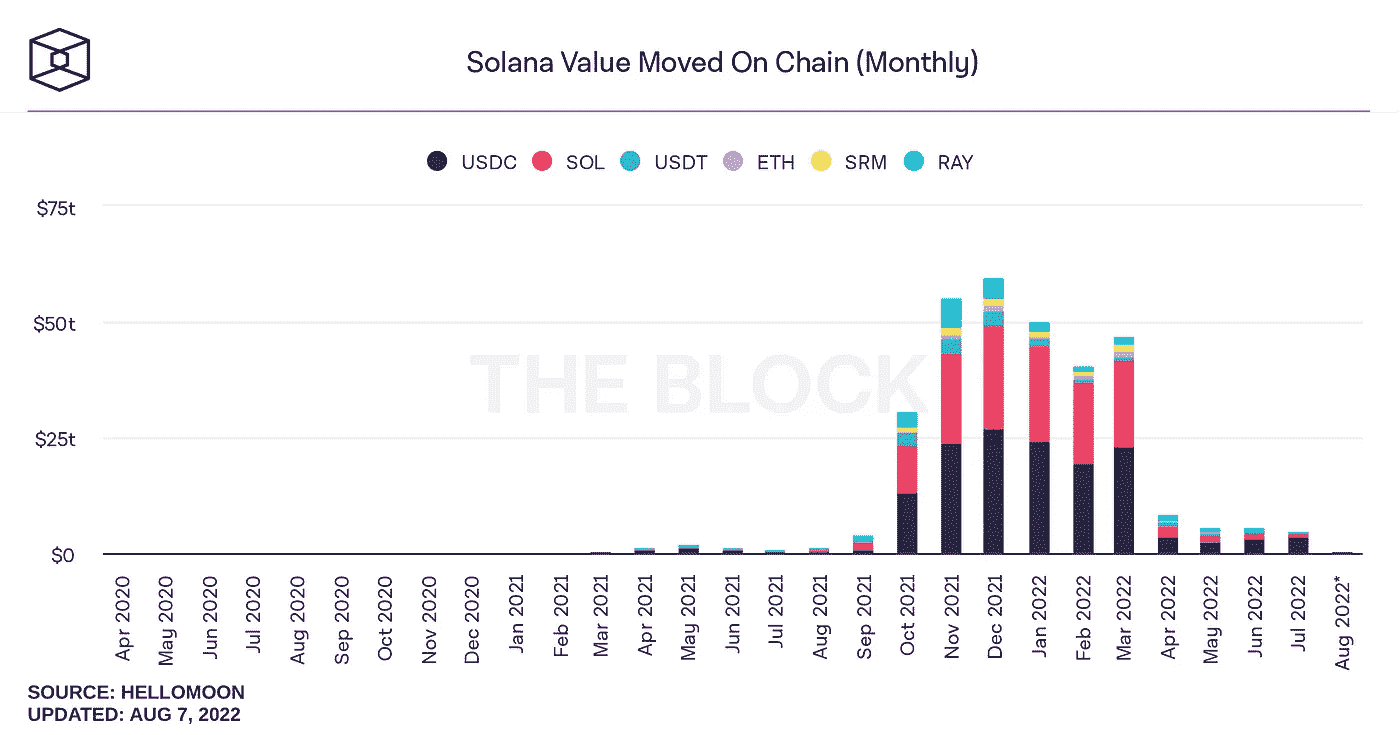 Solana Value Moved On Chain (Monthly)
USDC SOL USDT ETH SRM RAY
$75t
$50t
$25t
$0
THE BLOCK
Apr 2020
May 2020
Jun 2020
Jul 2020
Aug 2020
Sep 2020
Oct 2020
Nov 2020
Dec 2020
Jan 2021
Feb 2021
Mar 2021
Apr 2021
May 2021
Jun 2021
Jul 2021
Aug 2021
Sep 2021
Oct 2021
Nov 2021
Dec 2021
Jan 2022
Feb 2022
Mar 2022
Apr 2022
May 2022
Jun 2022
Jul 2022
Aug 2022*
SOURCE: HELLOMOON
UPDATED: AUG 7, 2022